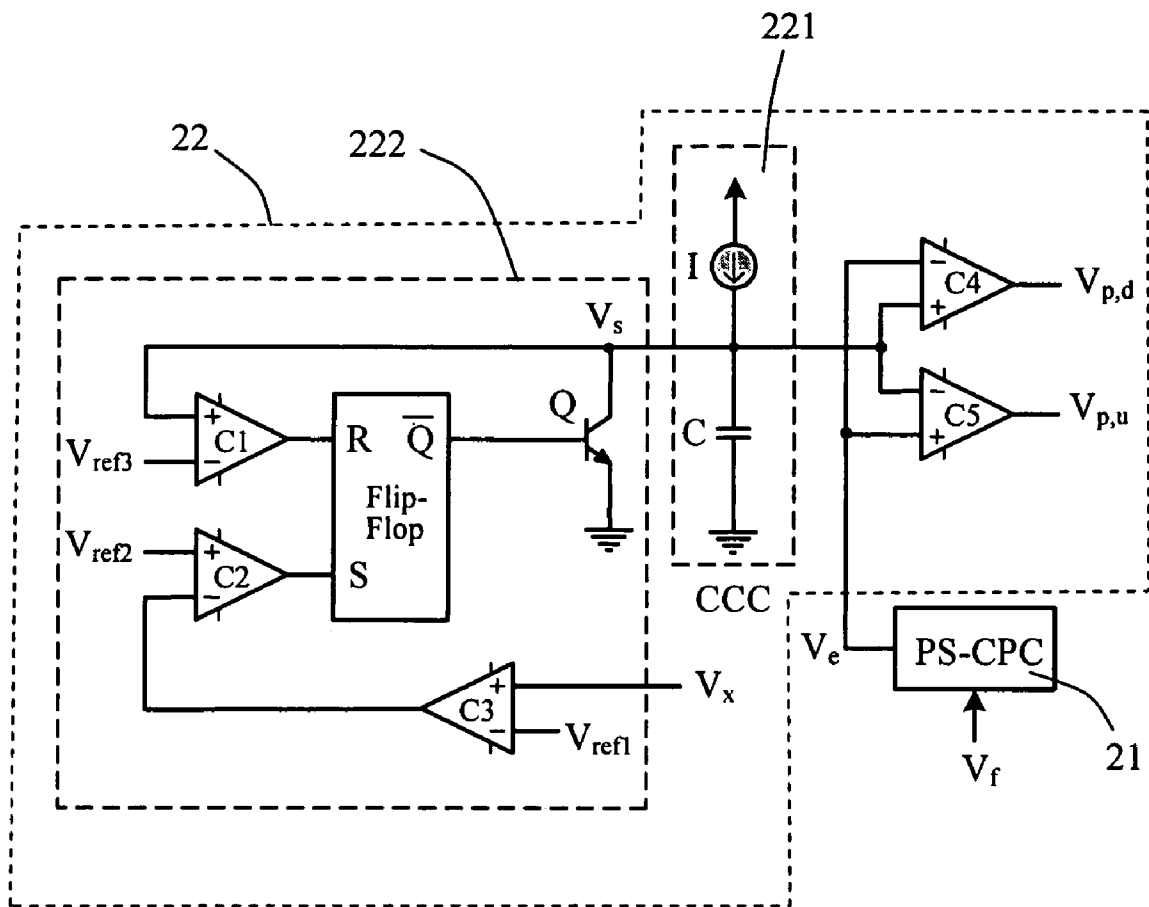 221
22
222
I
C4
−
+
V_p,d
V_s
C5
−
+
V_p,u
Q
C
C1
+
−
V_ref3
R
Q̅
Flip-
Flop
S
V_ref2
C2
+
−
CCC
V_e
PS-CPC
C3
+
−
V_x
V_ref1
21
V_f